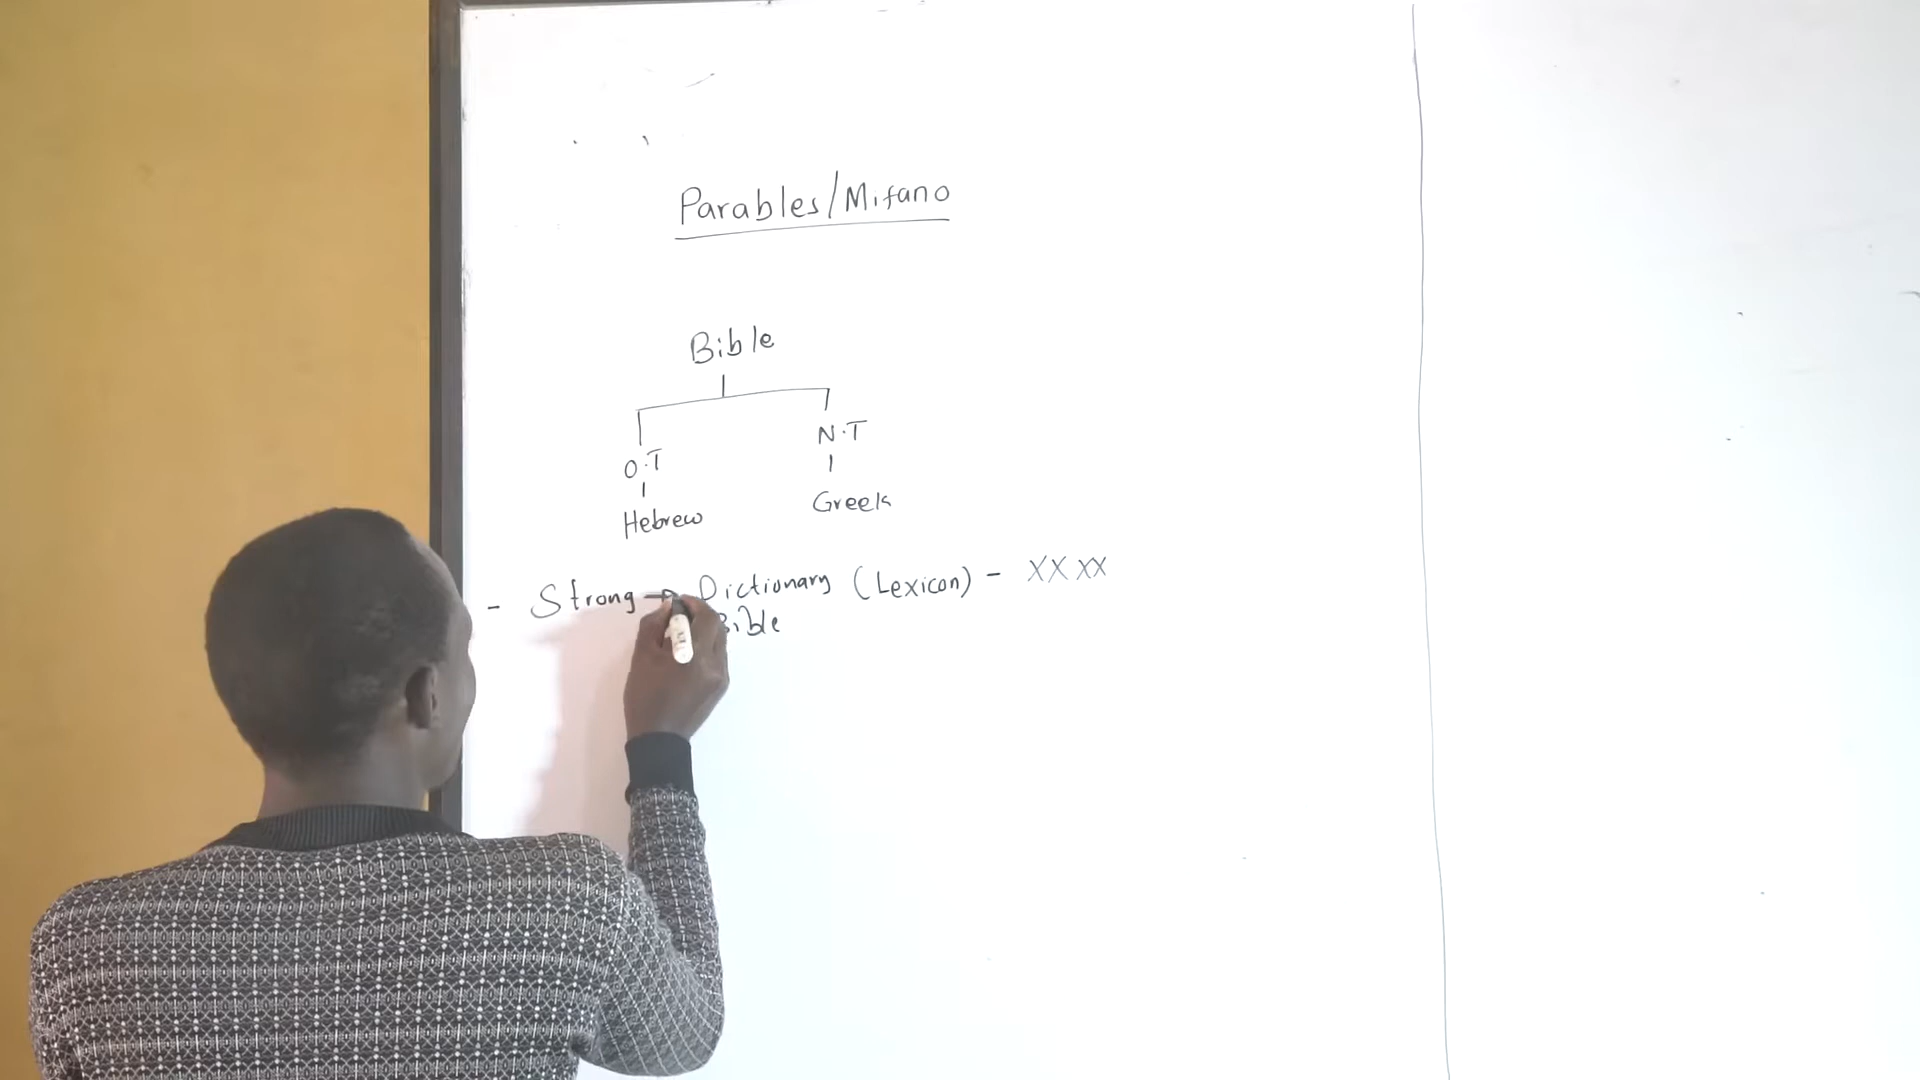 Parables/Mifano
Bible
O.T N.T
Hebrew Greek
- Strong → Dictionary (Lexicon) - XXXX
Bible